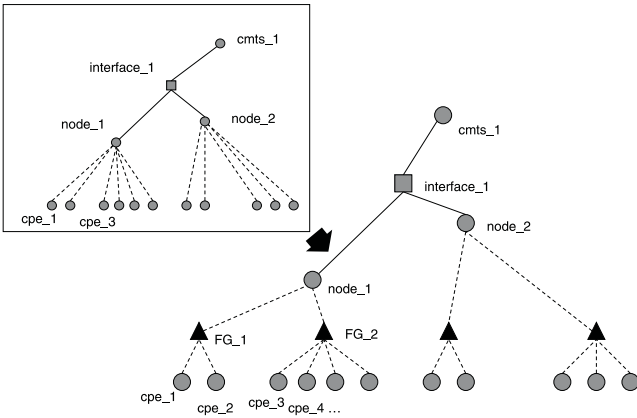 cmts_1
interface_1
node_1
node_2
cpe_1
cpe_3
cmts_1
interface_1
node_2
node_1
FG_1
FG_2
cpe_1
cpe_2
cpe_3
cpe_4 ...